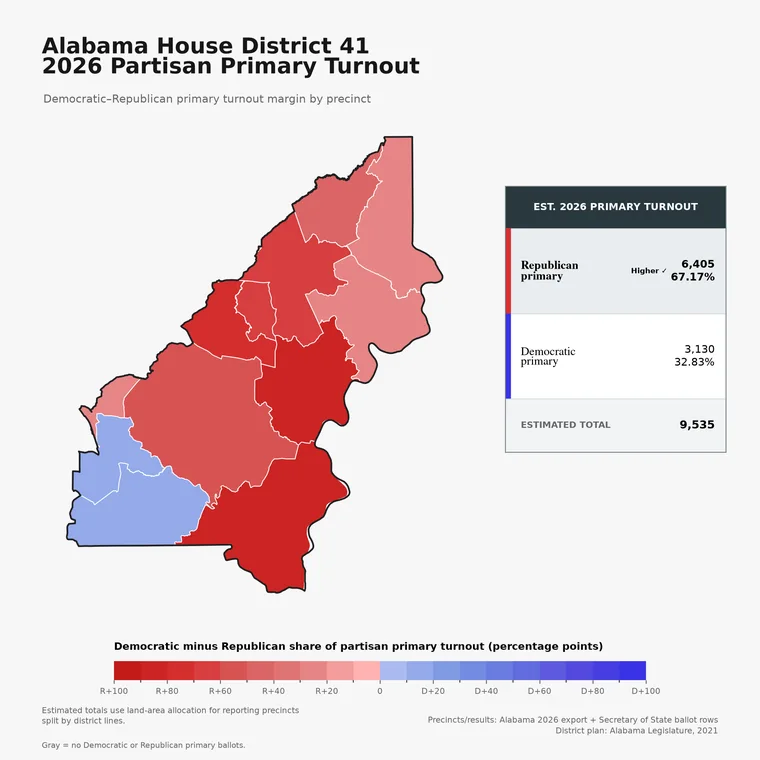 Alabama House District 41
2026 Partisan Primary Turnout
Democratic–Republican primary turnout margin by precinct
EST. 2026 PRIMARY TURNOUT
Republican
primary
Higher ✓
6,405
67.17%
Democratic
primary
3,130
32.83%
ESTIMATED TOTAL
9,535
Democratic minus Republican share of partisan primary turnout (percentage points)
R+100 R+80 R+60 R+40 R+20 0 D+20 D+40 D+60 D+80 D+100
Estimated totals use land-area allocation for reporting precincts
split by district lines.
Gray = no Democratic or Republican primary ballots.
Precincts/results: Alabama 2026 export + Secretary of State ballot rows
District plan: Alabama Legislature, 2021